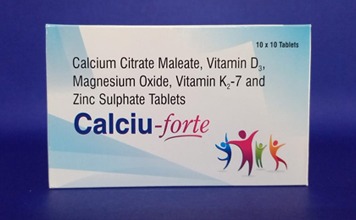 10 x 10 Tablets
Calcium Citrate Maleate, Vitamin D3,
Magnesium Oxide, Vitamin K2-7 and
Zinc Sulphate Tablets
Calciu-forte